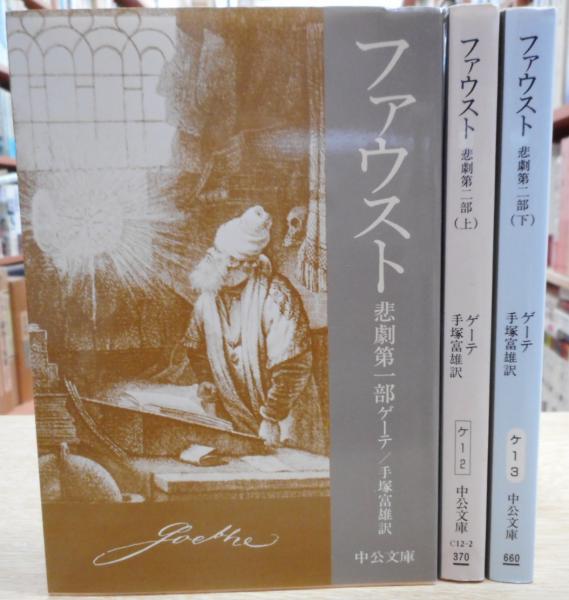 ファウスト
悲劇第一部
ゲーテ/手塚富雄訳
Goethe
中公文庫
ファウスト
悲劇第二部(上)
ゲーテ
手塚富雄訳
ケ12
中公文庫
C12-2
370
ファウスト
悲劇第二部(下)
ゲーテ
手塚富雄訳
ケ13
中公文庫
660